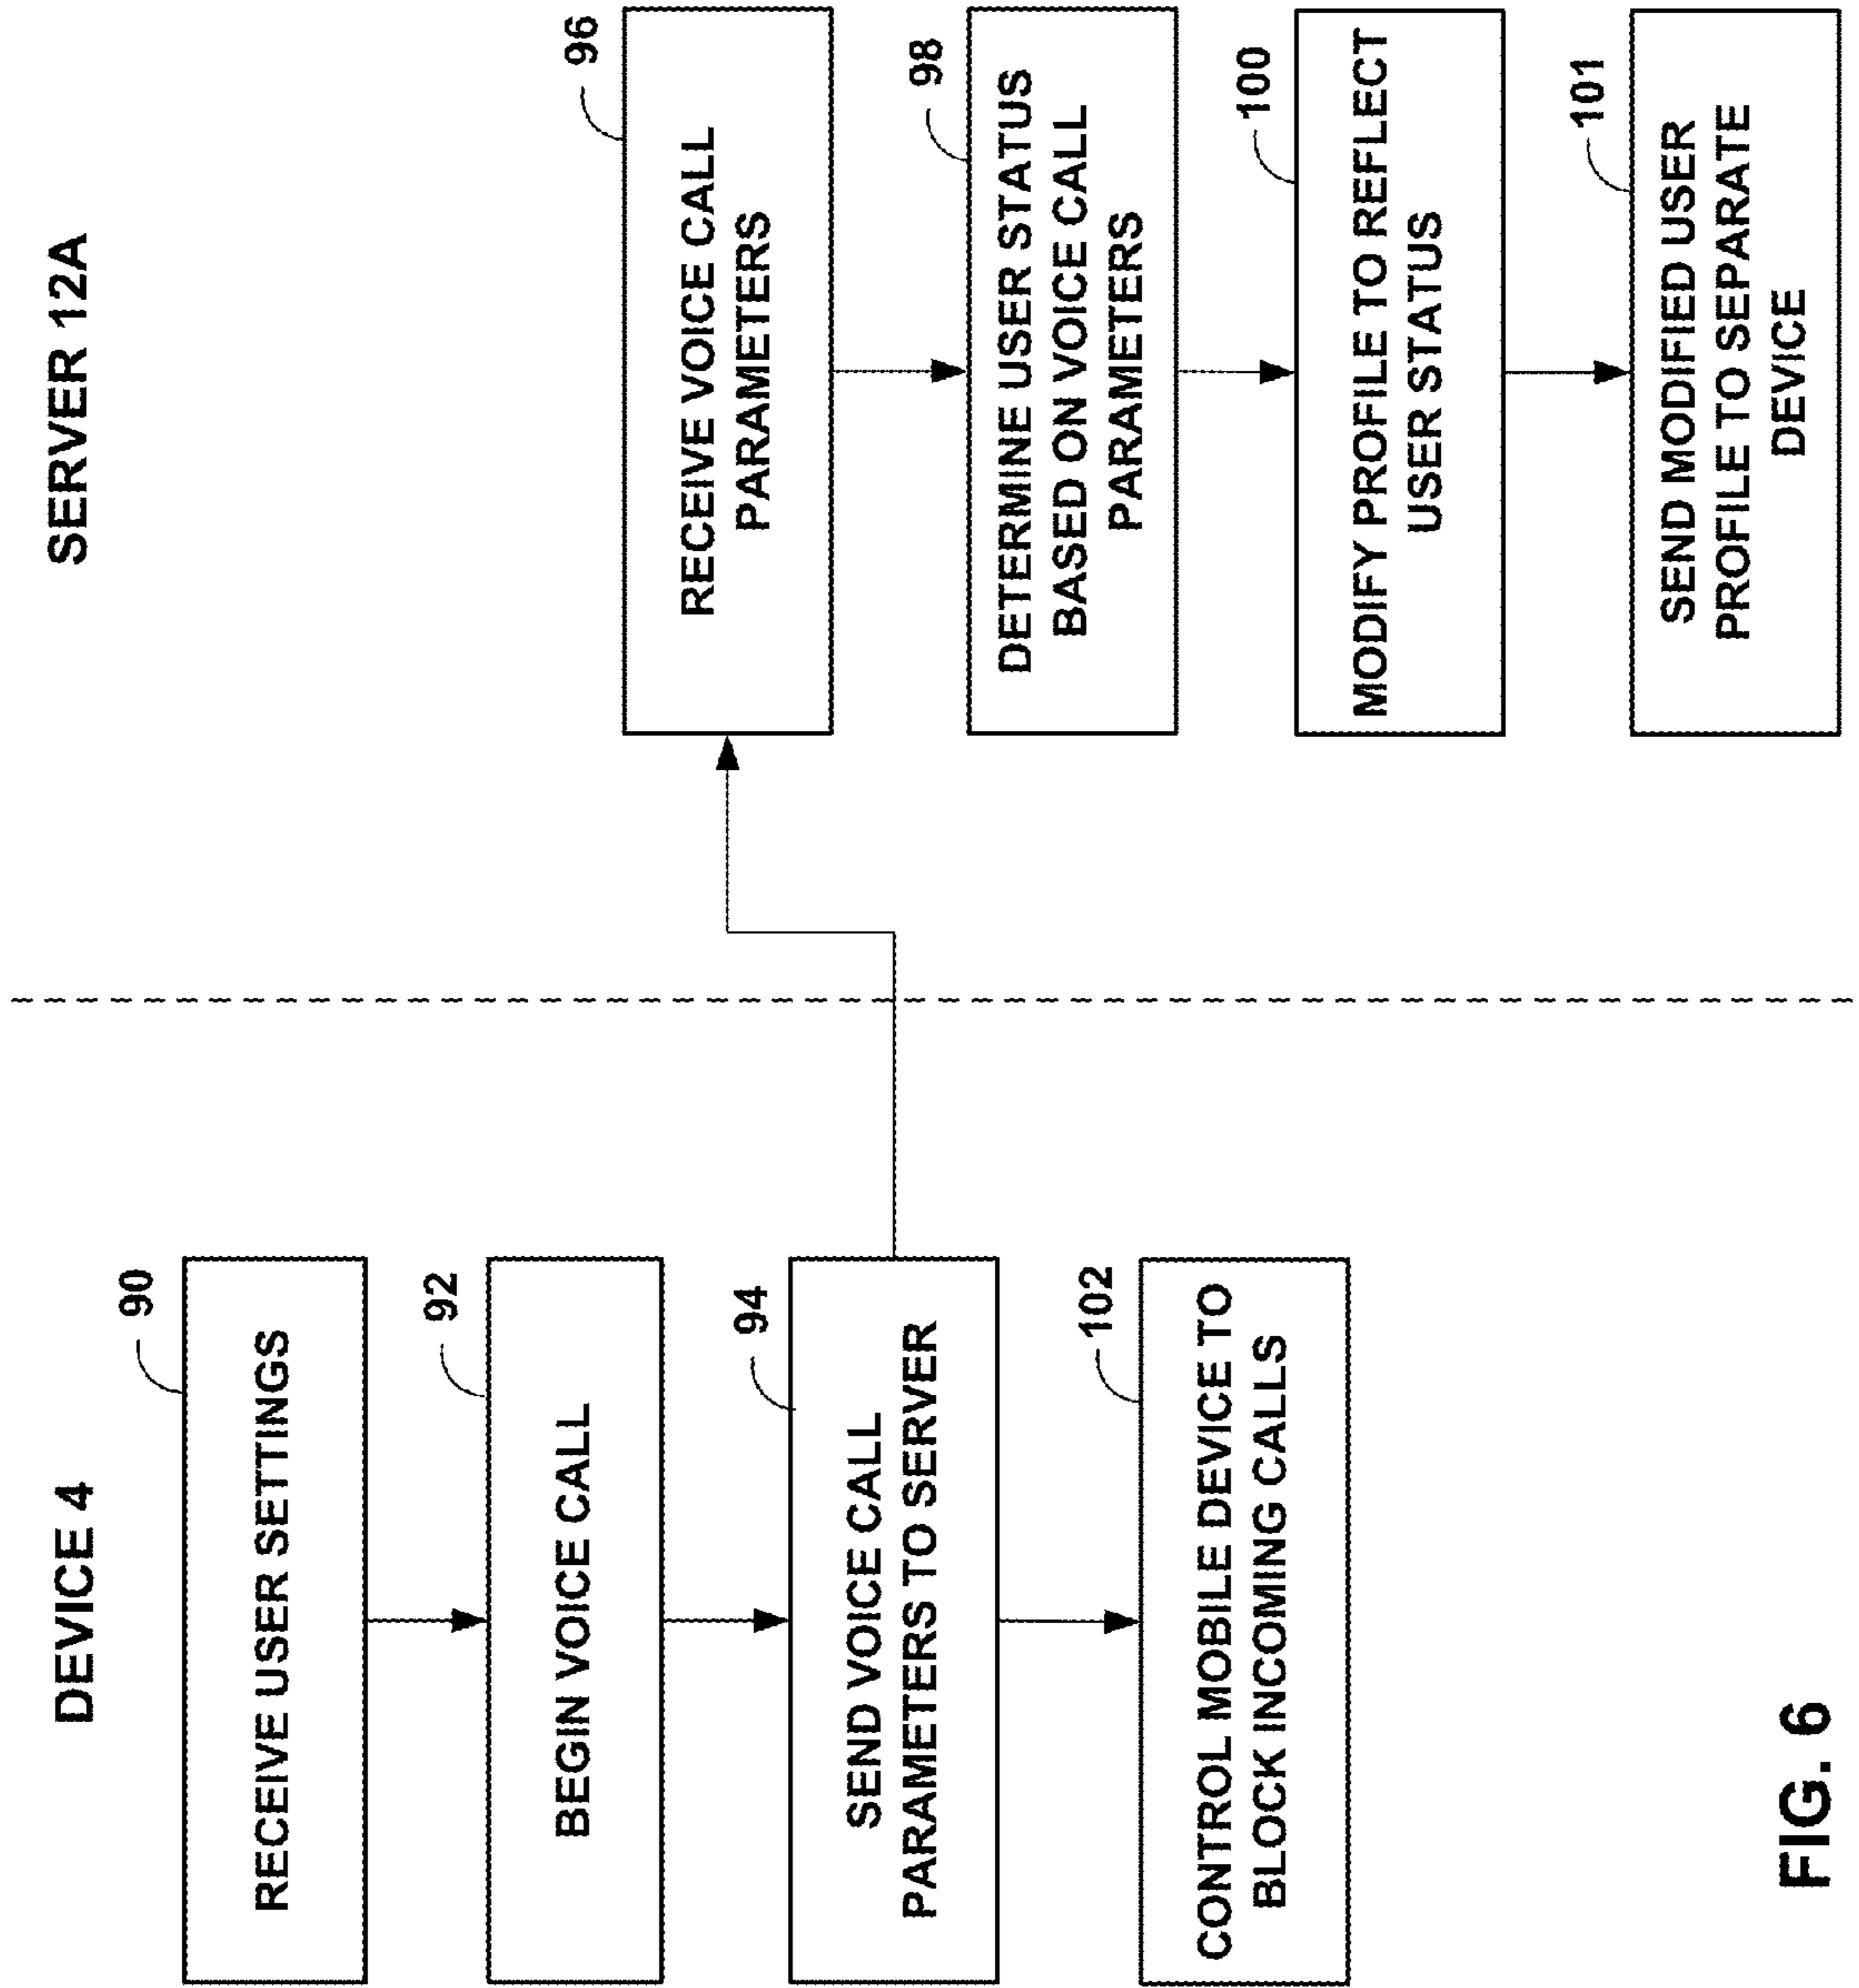 DEVICE 4
90
RECEIVE USER SETTINGS
92
BEGIN VOICE CALL
94
SEND VOICE CALL
PARAMETERS TO SERVER
102
CONTROL MOBILE DEVICE TO
BLOCK INCOMING CALLS
SERVER 12A
96
RECEIVE VOICE CALL
PARAMETERS
98
DETERMINE USER STATUS
BASED ON VOICE CALL
PARAMETERS
100
MODIFY PROFILE TO REFLECT
USER STATUS
101
SEND MODIFIED USER
PROFILE TO SEPARATE
DEVICE
FIG. 6